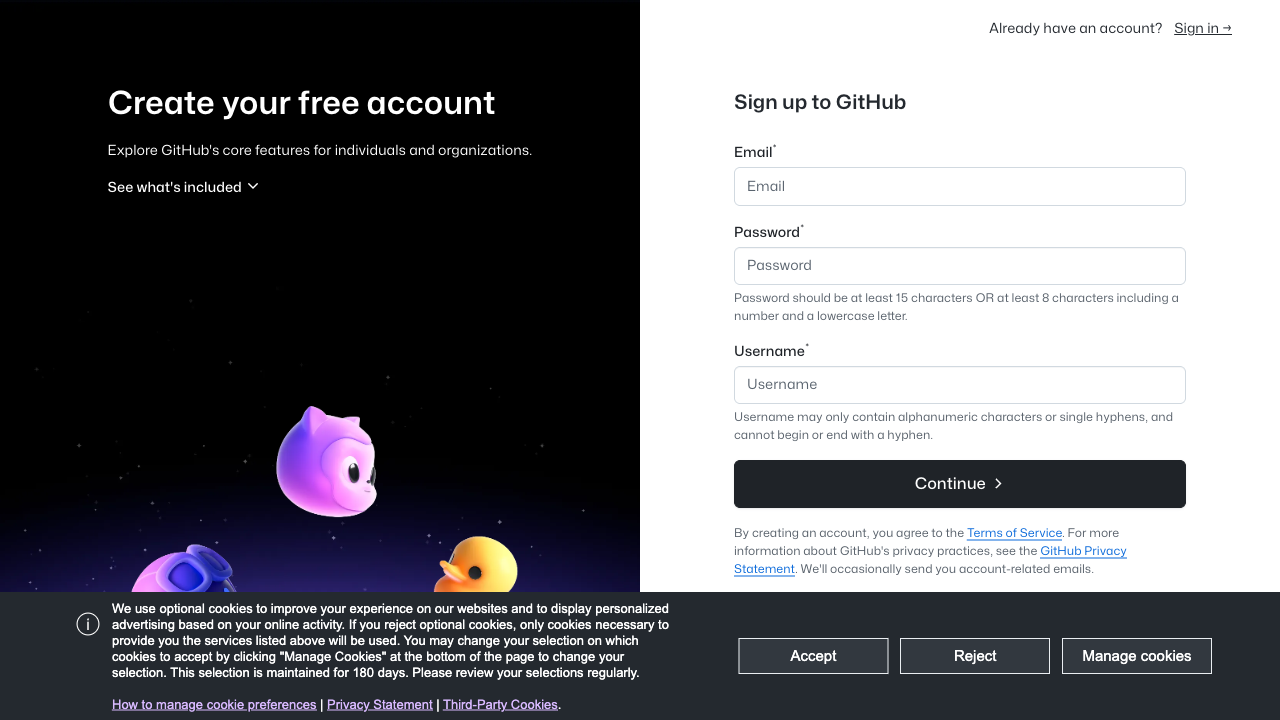 Already have an account? Sign in →
Create your free account
Explore GitHub's core features for individuals and organizations.
See what's included
Sign up to GitHub
Email*
Email
Password*
Password
Password should be at least 15 characters OR at least 8 characters including a
number and a lowercase letter.
Username*
Username
Username may only contain alphanumeric characters or single hyphens, and
cannot begin or end with a hyphen.
Continue
By creating an account, you agree to the Terms of Service. For more
information about GitHub's privacy practices, see the GitHub Privacy
Statement. We'll occasionally send you account-related emails.
We use optional cookies to improve your experience on our websites and to display personalized
advertising based on your online activity. If you reject optional cookies, only cookies necessary to
provide you the services listed above will be used. You may change your selection on which
cookies to accept by clicking "Manage Cookies" at the bottom of the page to change your
selection. This selection is maintained for 180 days. Please review your selections regularly.
How to manage cookie preferences | Privacy Statement | Third-Party Cookies.
Accept
Reject
Manage cookies